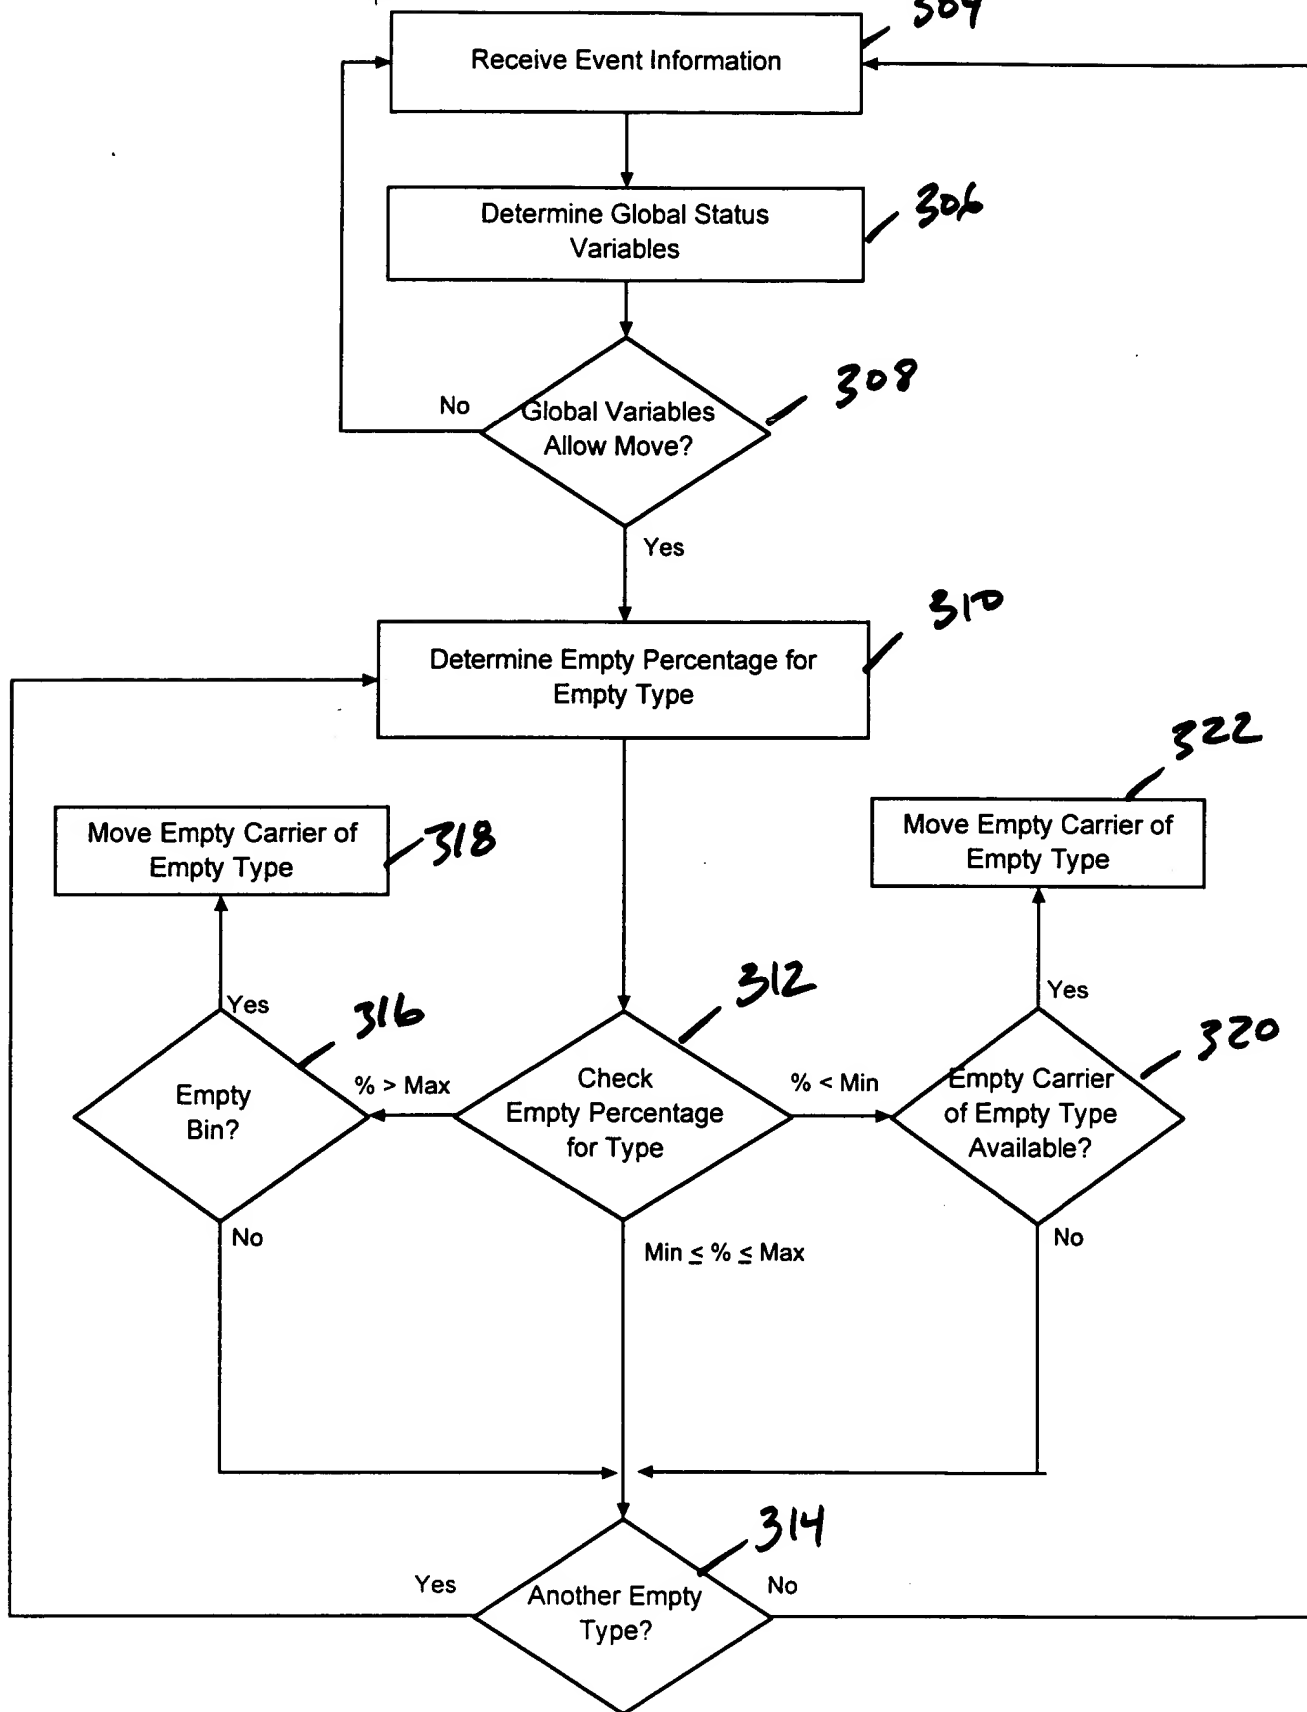 304
Receive Event Information
Determine Global Status
Variables
306
308
No
Global Variables
Allow Move?
Yes
310
Determine Empty Percentage for
Empty Type
322
Move Empty Carrier of
Empty Type
318
Move Empty Carrier of
Empty Type
312
Yes
316
Yes
320
Empty
Bin?
% > Max
Check
Empty Percentage
for Type
% < Min
Empty Carrier
of Empty Type
Available?
No
Min ≤ % ≤ Max
No
314
Yes
Another Empty
Type?
No